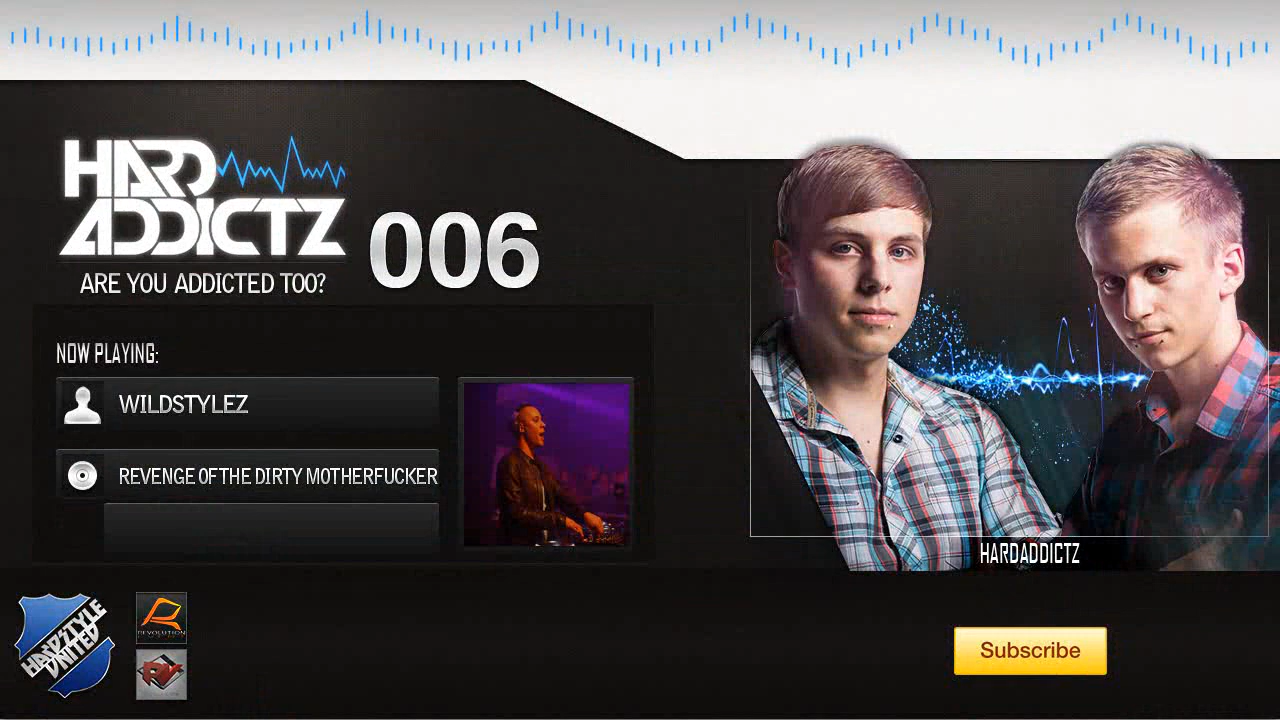 HARD
ADDICTZ
006
ARE YOU ADDICTED TOO?
NOW PLAYING:
WILDSTYLEZ
REVENGE OF THE DIRTY MOTHERFUCKER
HARDADDICTZ
HARDSTYLE
UNITED
REVOLUTION
Subscribe